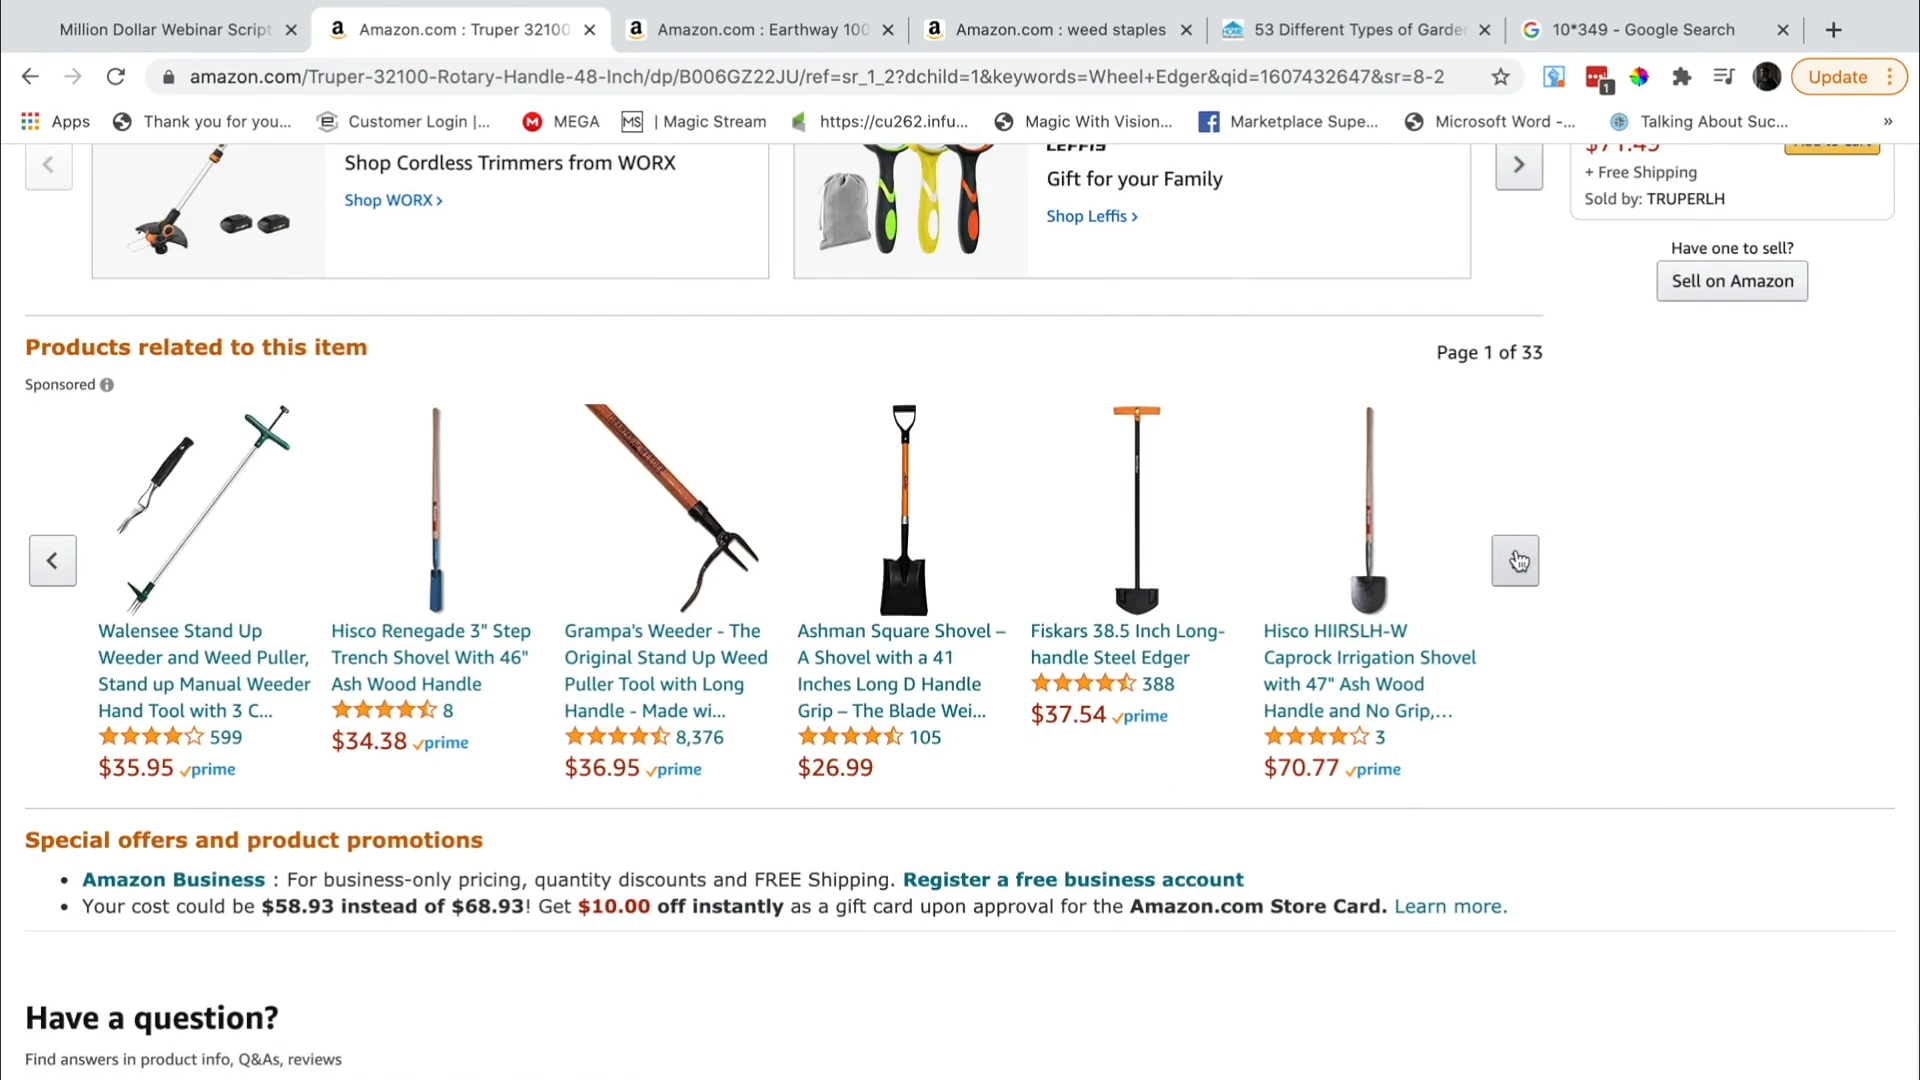 Million Dollar Webinar Script
Amazon.com : Truper 32100
Amazon.com : Earthway 100
Amazon.com : weed staples
53 Different Types of Garde
10*349 - Google Search
amazon.com/Truper-32100-Rotary-Handle-48-Inch/dp/B006GZ22JU/ref=sr_1_2?dchild=1&keywords=Wheel+Edger&qid=1607432647&sr=8-2
1
Update
Apps
Thank you for you...
Customer Login |...
MEGA
MS | Magic Stream
https://cu262.infu...
Magic With Vision...
Marketplace Supe...
Microsoft Word -...
Talking About Suc...
»
Shop Cordless Trimmers from WORX
Shop WORX ›
LEFFIS
Gift for your Family
Shop Leffis ›
$71.45
+ Free Shipping
Sold by: TRUPERLH
Have one to sell?
Sell on Amazon
Products related to this item
Page 1 of 33
Sponsored
Walensee Stand Up
Weeder and Weed Puller,
Stand up Manual Weeder
Hand Tool with 3 C...
599
$35.95 prime
Hisco Renegade 3" Step
Trench Shovel With 46"
Ash Wood Handle
8
$34.38 prime
Grampa's Weeder - The
Original Stand Up Weed
Puller Tool with Long
Handle - Made wi...
8,376
$36.95 prime
Ashman Square Shovel –
A Shovel with a 41
Inches Long D Handle
Grip – The Blade Wei...
105
$26.99
Fiskars 38.5 Inch Long-
handle Steel Edger
388
$37.54 prime
Hisco HIIRSLH-W
Caprock Irrigation Shovel
with 47" Ash Wood
Handle and No Grip,...
3
$70.77 prime
Special offers and product promotions
Amazon Business : For business-only pricing, quantity discounts and FREE Shipping. Register a free business account
Your cost could be $58.93 instead of $68.93! Get $10.00 off instantly as a gift card upon approval for the Amazon.com Store Card. Learn more.
Have a question?
Find answers in product info, Q&As, reviews